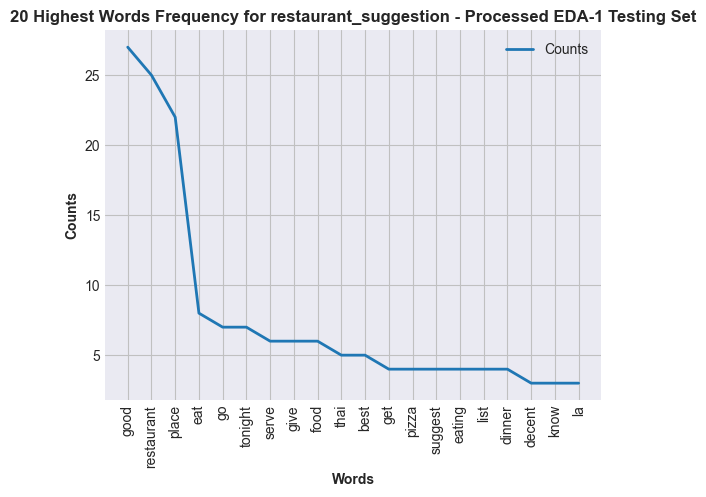 20 Highest Words Frequency for restaurant_suggestion - Processed EDA-1 Testing Set
Counts
25
20
15
10
5
Counts
good
restaurant
place
eat
go
tonight
serve
give
food
thai
best
get
pizza
suggest
eating
list
dinner
decent
know
la
Words